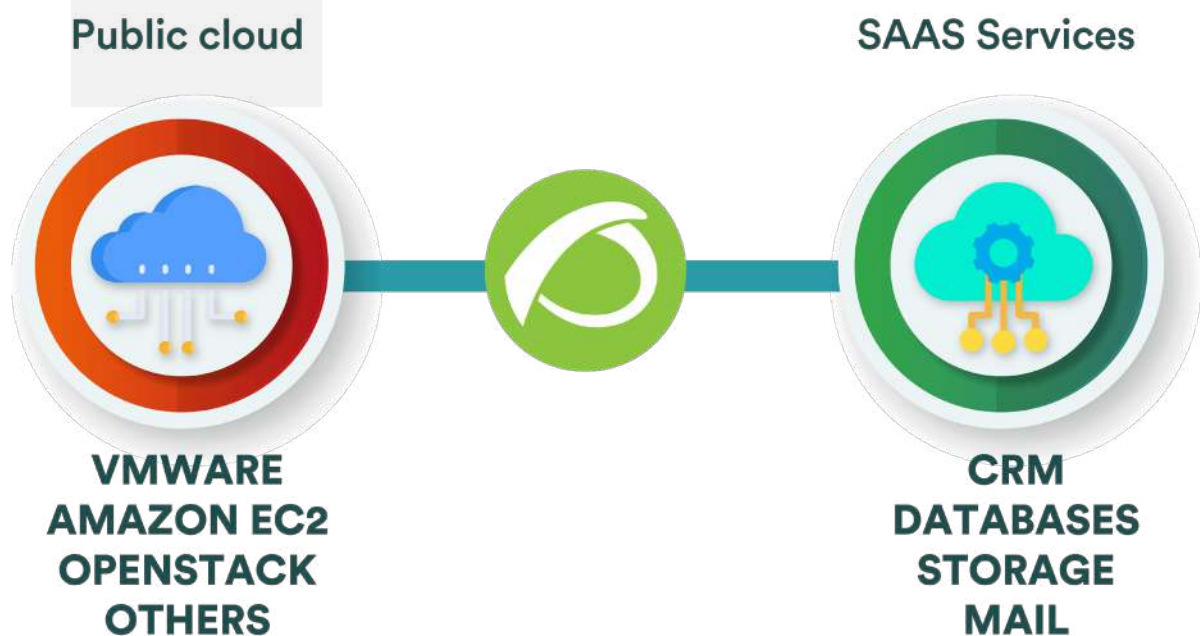 Public cloud
SAAS Services
VMWARE
AMAZON EC2
OPENSTACK
OTHERS
CRM
DATABASES
STORAGE
MAIL